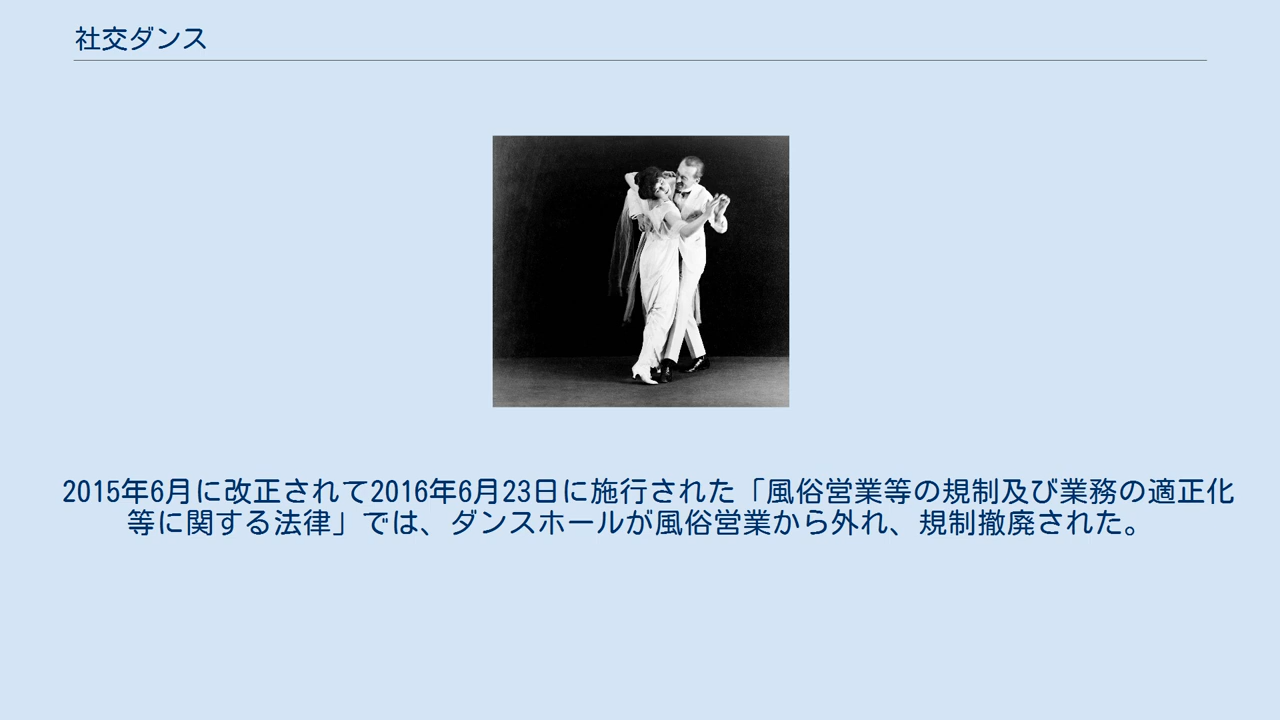 社交ダンス
2015年6月に改正されて2016年6月23日に施行された「風俗営業等の規制及び業務の適正化
等に関する法律」では、ダンスホールが風俗営業から外れ、規制撤廃された。